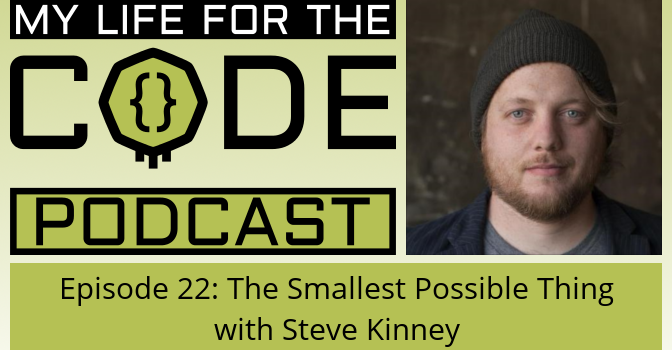 MY LIFE FOR THE
C{}DE
PODCAST
Episode 22: The Smallest Possible Thing
with Steve Kinney